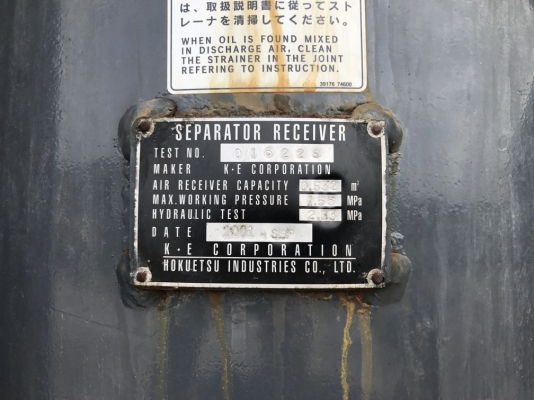 は、取扱説明書に従ってスト
レーナを清掃してください。
WHEN OIL IS FOUND MIXED
IN DISCHARGE AIR, CLEAN
THE STRAINER IN THE JOINT
REFERING TO INSTRUCTION.
39176 74600
SEPARATOR RECEIVER
TEST NO.
MAKER K·E CORPORATION
AIR RECEIVER CAPACITY m³
MAX.WORKING PRESSURE MPa
HYDRAULIC TEST MPa
DATE
K·E CORPORATION
HOKUETSU INDUSTRIES CO., LTD.